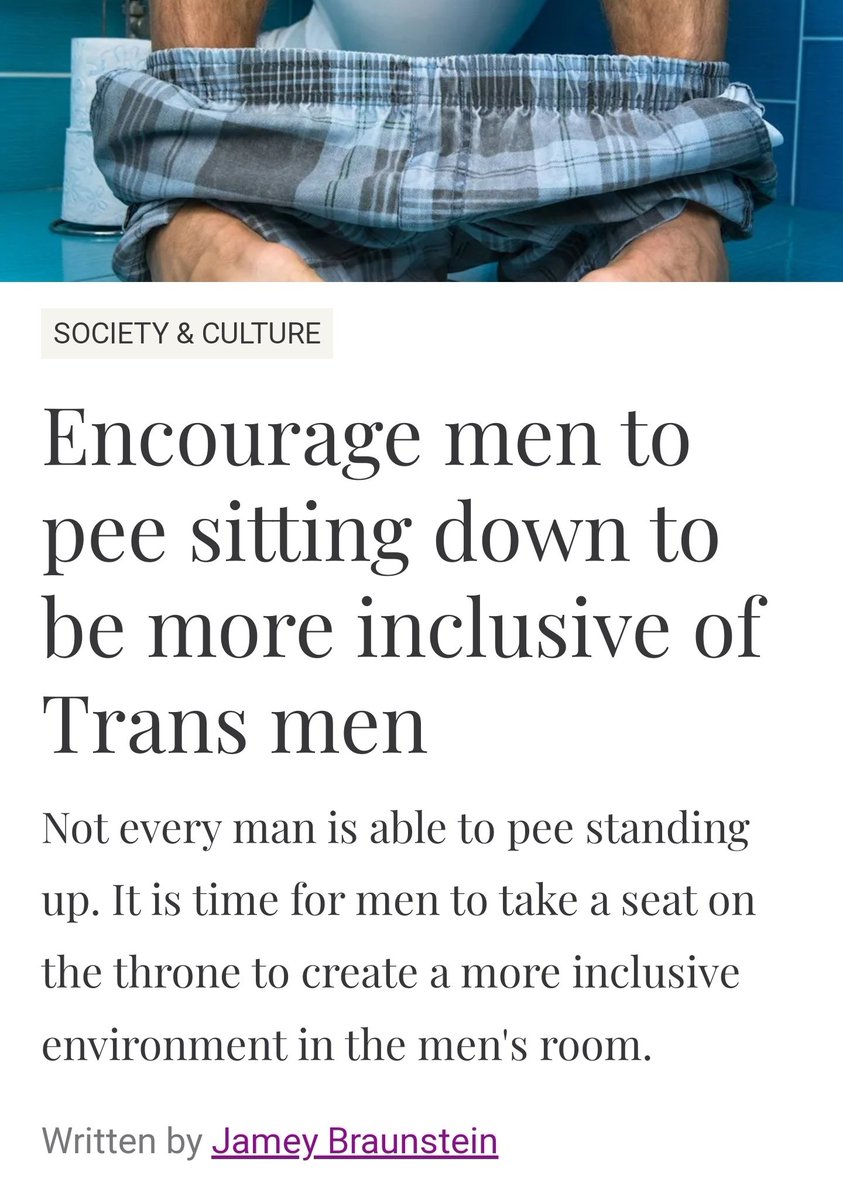 SOCIETY & CULTURE
Encourage men to
pee sitting down to
be more inclusive of
Trans men
Not every man is able to pee standing
up. It is time for men to take a seat on
the throne to create a more inclusive
environment in the men's room.
Written by Jamey Braunstein